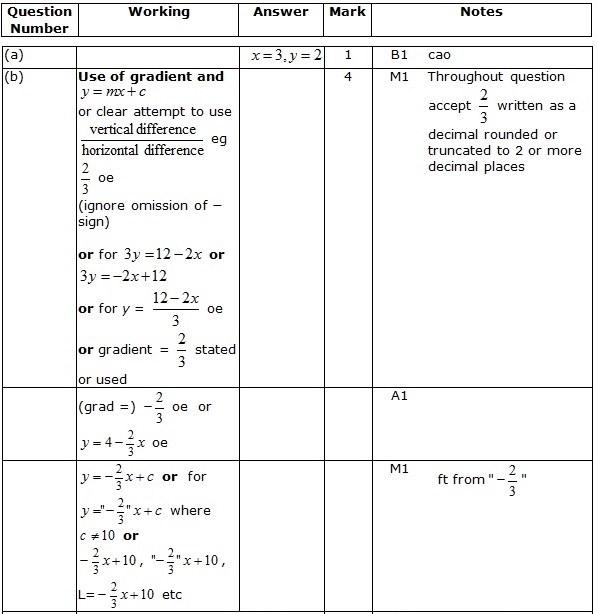 Question Number Working Answer Mark Notes
(a) x = 3, y = 2 1 B1 cao
(b) Use of gradient and 4 M1 Throughout question
y = mx + c
or clear attempt to use
accept 2/3 written as a
vertical difference/horizontal difference eg
decimal rounded or
truncated to 2 or more
decimal places
2/3 oe
(ignore omission of –
sign)
or for 3y =12 − 2x or
3y = −2x+12
or for y = (12 − 2x)/3 oe
or gradient = 2/3 stated
or used
(grad =) −2/3 oe or A1
y = 4 − 2/3 x oe
y = −2/3 x + c or for M1 ft from "−2/3"
y ="−2/3" x + c where
c ≠ 10 or
−2/3 x + 10 , "−2/3" x + 10 ,
L= −2/3 x + 10 etc